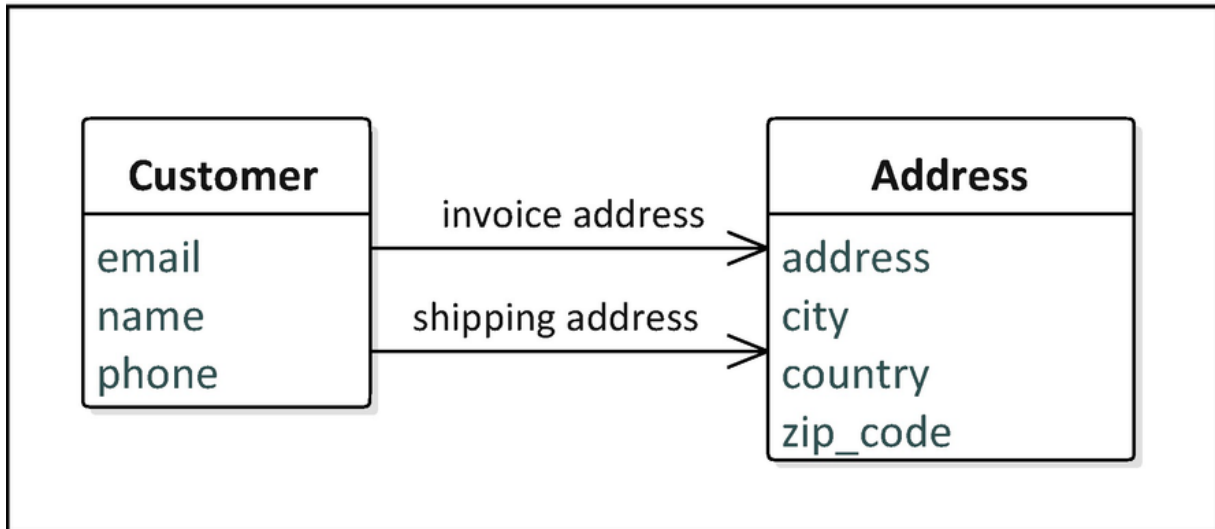 Customer
email
name
phone
invoice address
shipping address
Address
address
city
country
zip_code